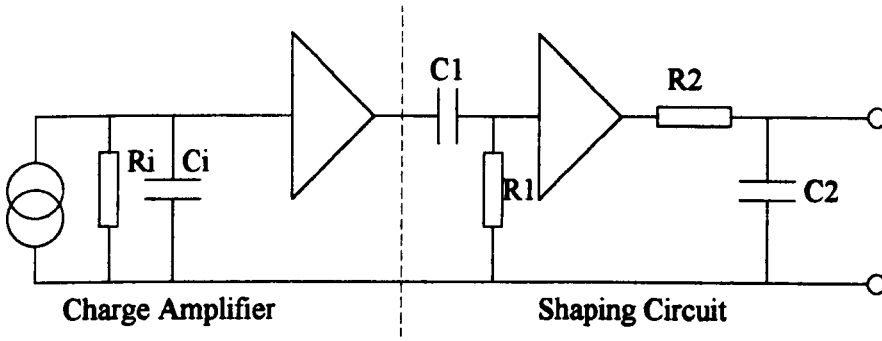 C1
R2
Ri
Ci
R1
C2
Charge Amplifier
Shaping Circuit